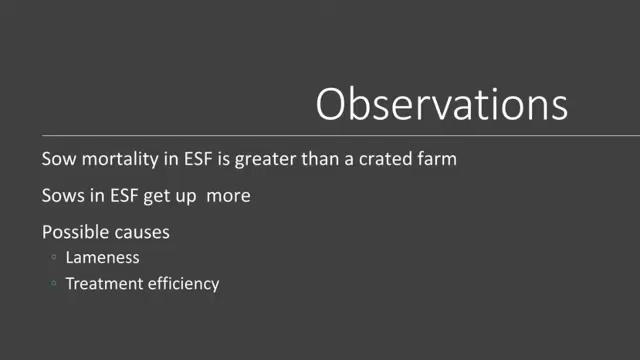 Observations
Sow mortality in ESF is greater than a crated farm
Sows in ESF get up  more
Possible causes
◦ Lameness
◦ Treatment efficiency